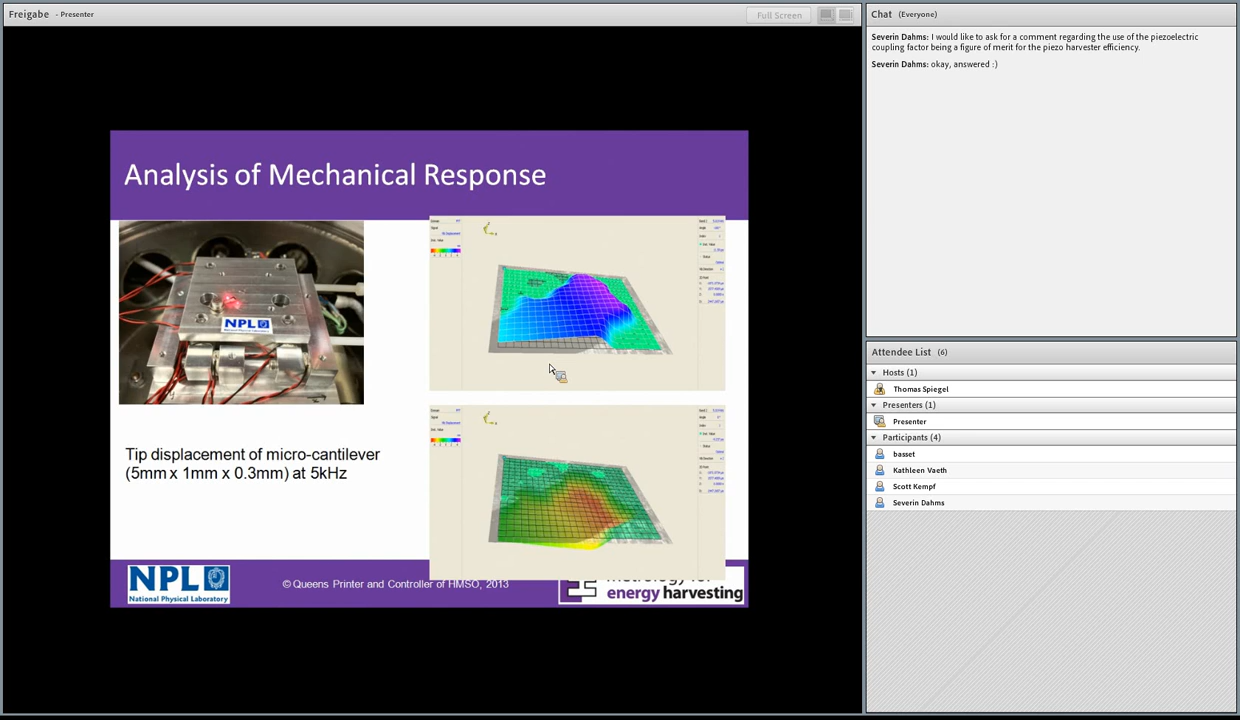 Freigabe - Presenter
Full Screen
Analysis of Mechanical Response
NPL
Tip displacement of micro-cantilever
(5mm x 1mm x 0.3mm) at 5kHz
NPL
National Physical Laboratory
© Queens Printer and Controller of HMSO, 2013
metrology for
energy harvesting
Chat (Everyone)
Severin Dahms: I would like to ask for a comment regarding the use of the piezoelectric
coupling factor being a figure of merit for the piezo harvester efficiency.
Severin Dahms: okay, answered :)
Attendee List (6)
Hosts (1)
Thomas Spiegel
Presenters (1)
Presenter
Participants (4)
basset
Kathleen Vaeth
Scott Kempf
Severin Dahms